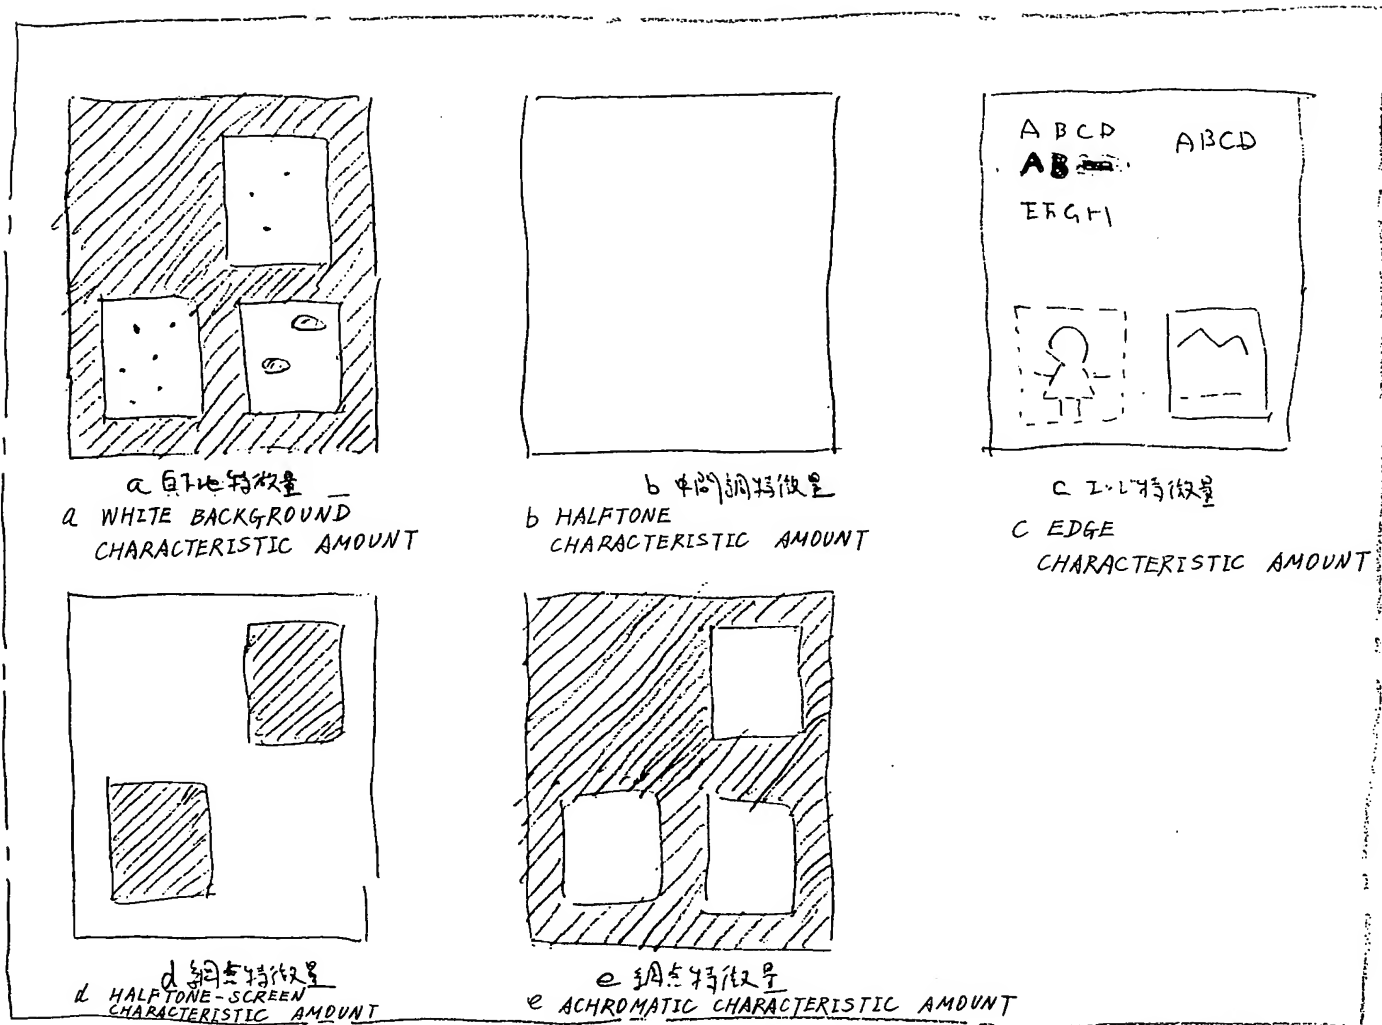 A B C D
ABCD
AB
EFGH
a 白下地特徴量
a WHITE BACKGROUND
CHARACTERISTIC AMOUNT
b 中間調特徴量
b HALFTONE
CHARACTERISTIC AMOUNT
c エッジ特徴量
C EDGE
CHARACTERISTIC AMOUNT
d 網点特徴量
d HALFTONE-SCREEN
CHARACTERISTIC AMOUNT
e 網点特徴量
e ACHROMATIC CHARACTERISTIC AMOUNT